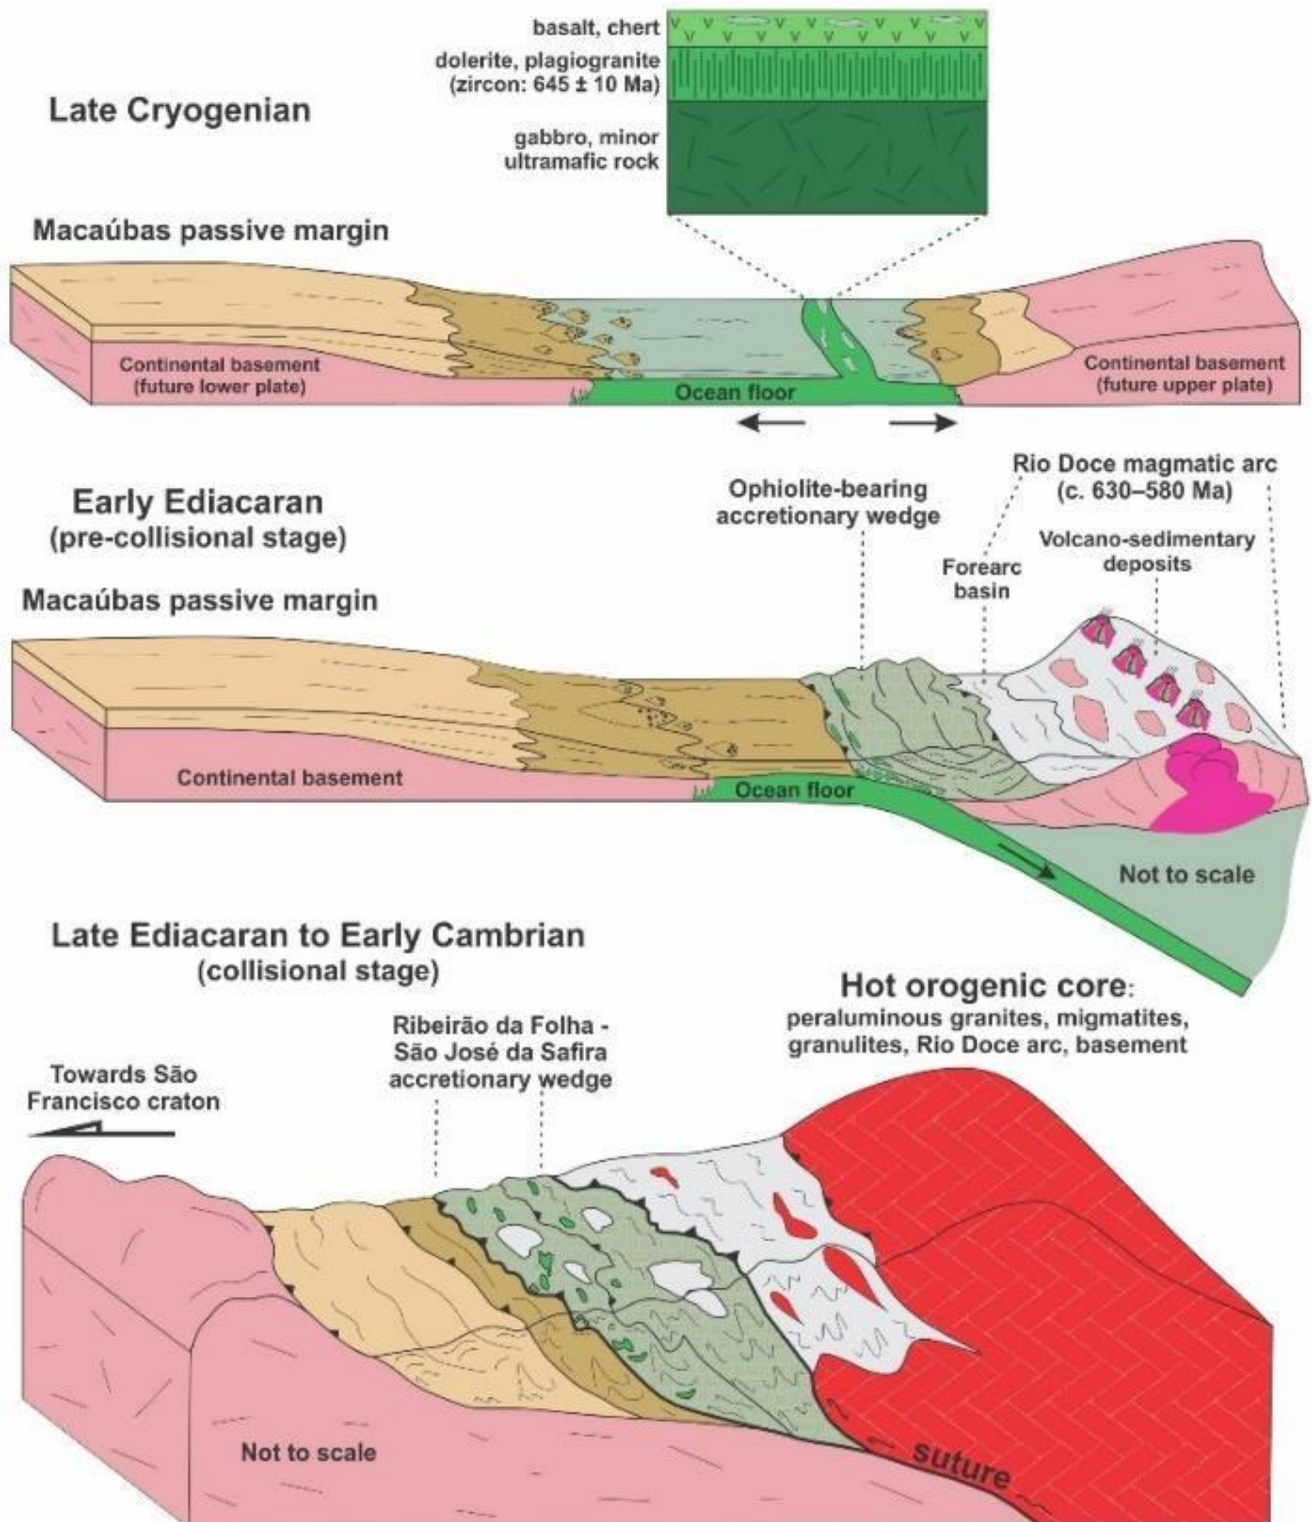 basalt, chert
dolerite, plagiogranite
(zircon: 645 ± 10 Ma)
Late Cryogenian
gabbro, minor
ultramafic rock
Macaúbas passive margin
Continental basement
(future lower plate)
Ocean floor
Continental basement
(future upper plate)
Early Ediacaran
(pre-collisional stage)
Macaúbas passive margin
Ophiolite-bearing
accretionary wedge
Rio Doce magmatic arc
(c. 630–580 Ma)
Forearc
basin
Volcano-sedimentary
deposits
Continental basement
Ocean floor
Not to scale
Late Ediacaran to Early Cambrian
(collisional stage)
Towards São
Francisco craton
Ribeirão da Folha -
São José da Safira
accretionary wedge
Hot orogenic core:
peraluminous granites, migmatites,
granulites, Rio Doce arc, basement
Not to scale
suture